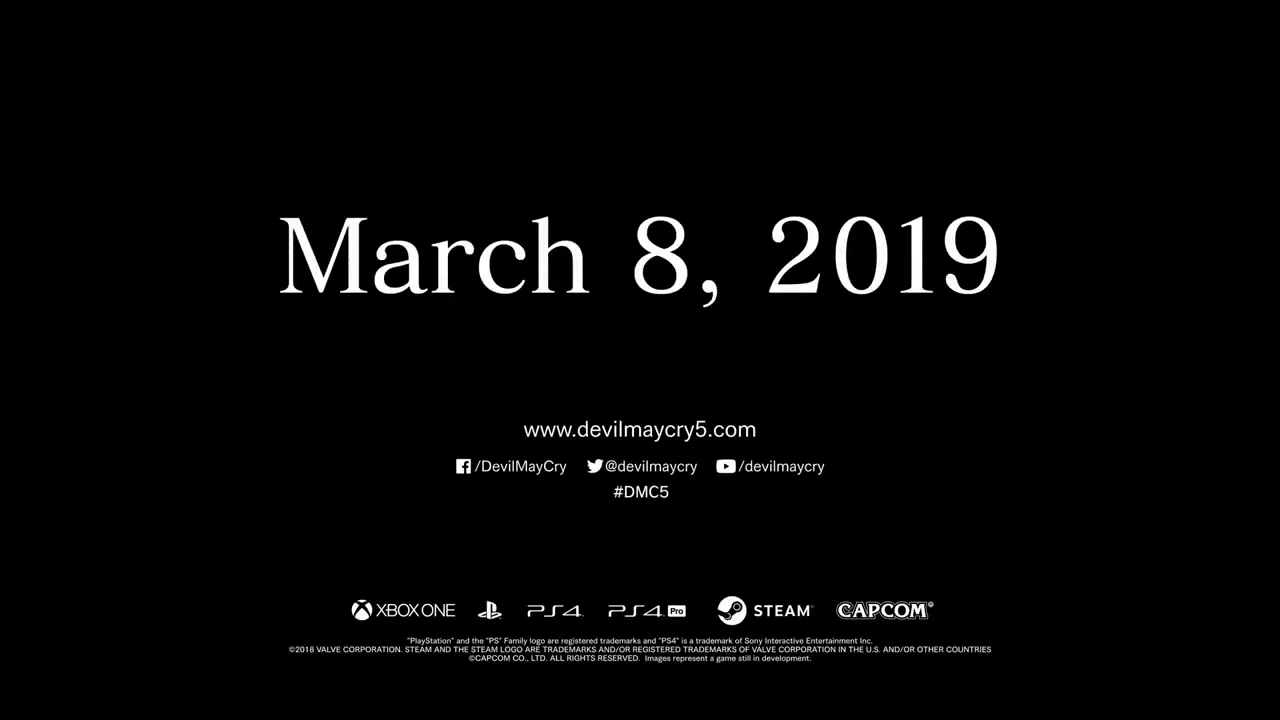 March 8, 2019
www.devilmaycry5.com
/DevilMayCry @devilmaycry /devilmaycry
#DMC5
XBOX ONE PS4 PS4 Pro STEAM CAPCOM
"PlayStation" and the "PS" Family logo are registered trademarks and "PS4" is a trademark of Sony Interactive Entertainment Inc.
©2018 VALVE CORPORATION. STEAM AND THE STEAM LOGO ARE TRADEMARKS AND/OR REGISTERED TRADEMARKS OF VALVE CORPORATION IN THE U.S. AND/OR OTHER COUNTRIES
©CAPCOM CO., LTD. ALL RIGHTS RESERVED. Images represent a game still in development.